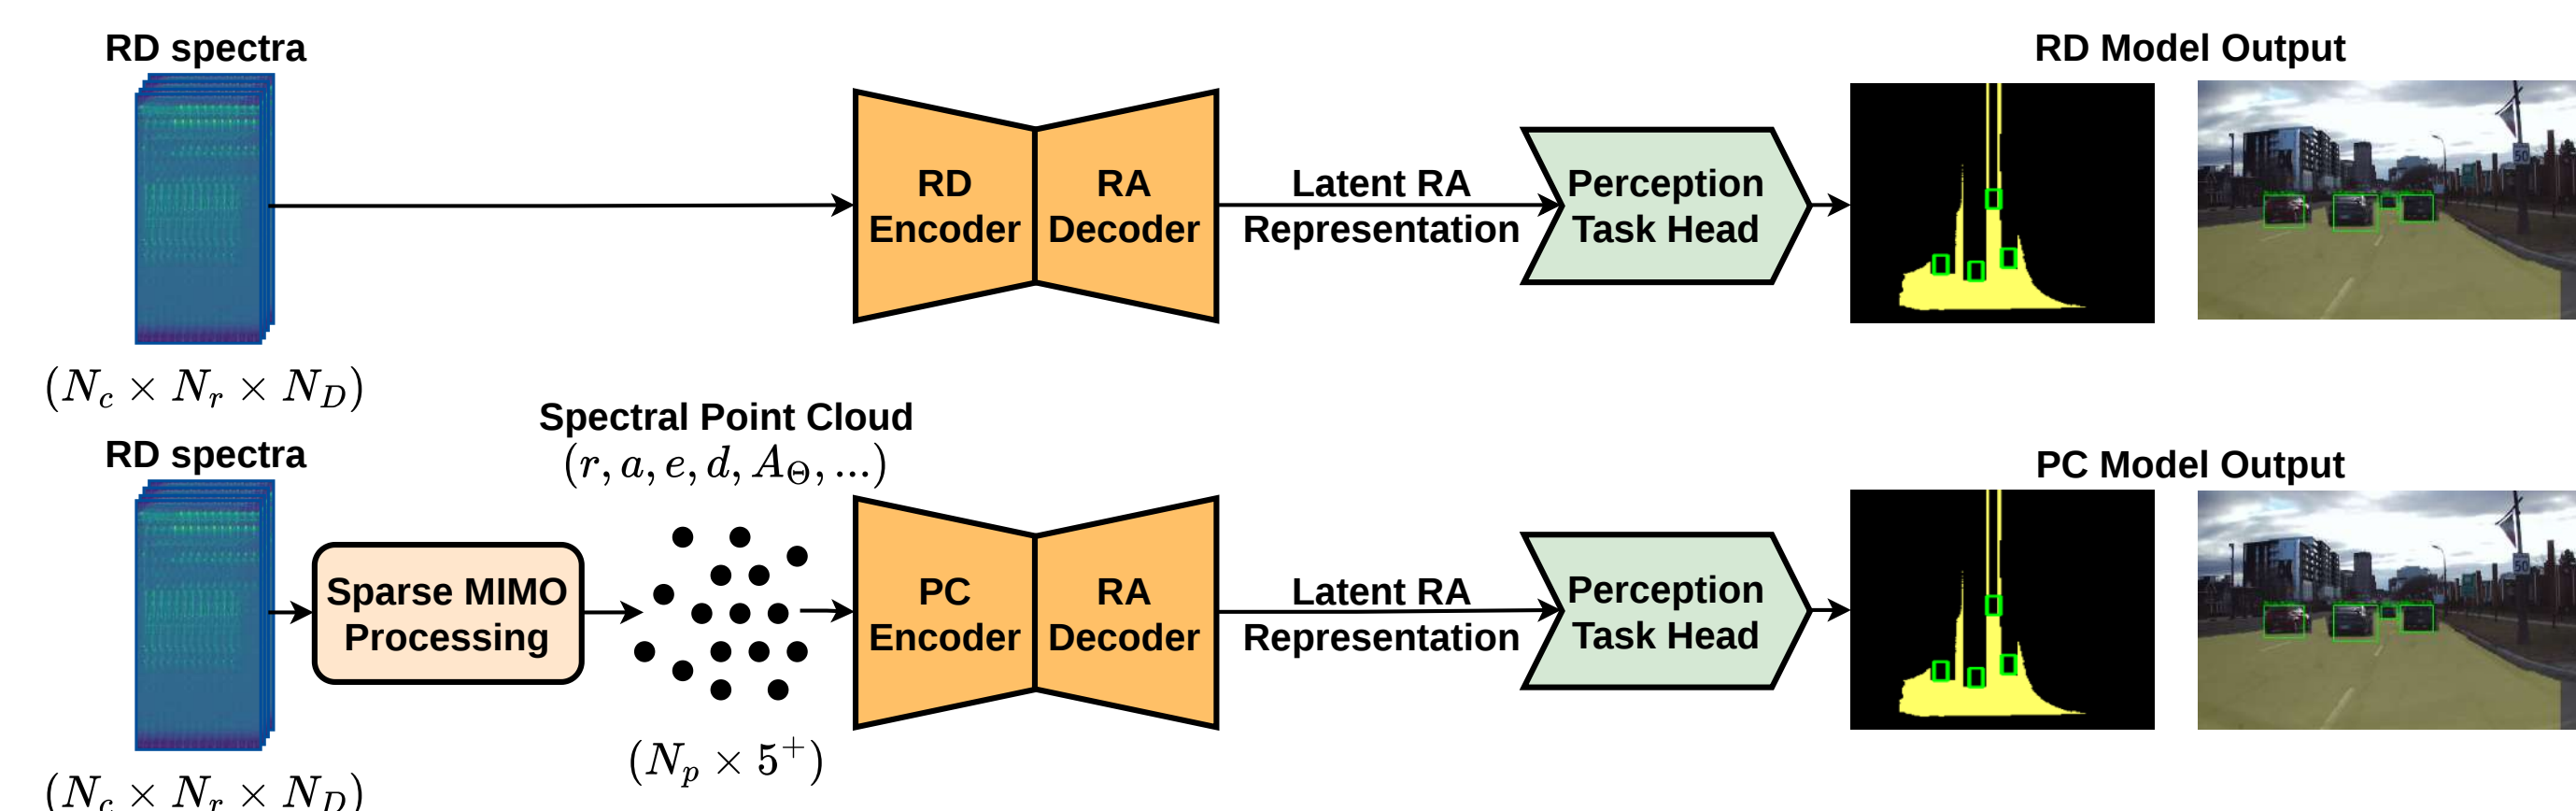 RD spectra
RD Model Output
RD
Encoder
RA
Decoder
Latent RA
Representation
Perception
Task Head
50
(N_c × N_r × N_D)
Spectral Point Cloud
(r, a, e, d, A_Θ, ...)
RD spectra
PC Model Output
Sparse MIMO
Processing
PC
Encoder
RA
Decoder
Latent RA
Representation
Perception
Task Head
50
(N_p × 5⁺)
(N_c × N_r × N_D)